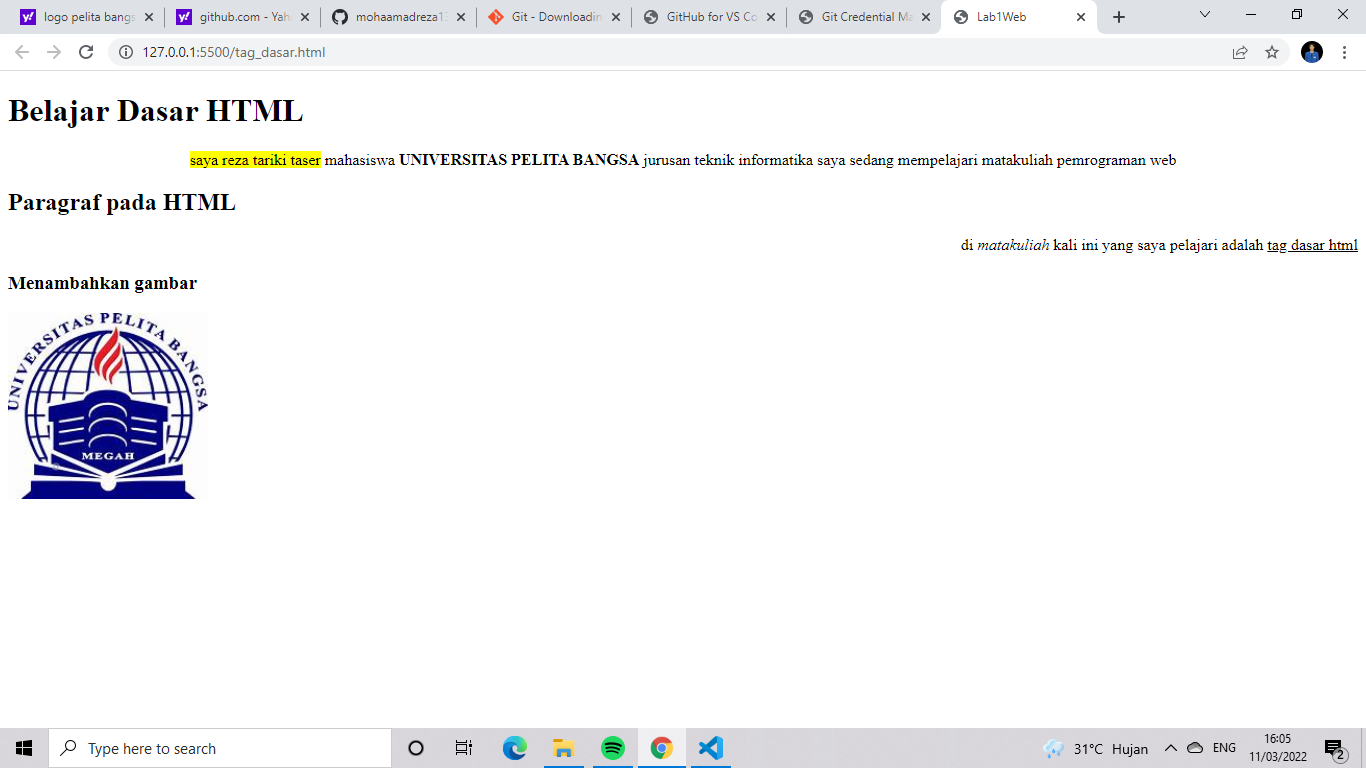 logo pelita bangs
github.com - Yah
mohaamadreza13
Git - Downloadin
GitHub for VS Co
Git Credential Ma
Lab1Web
127.0.0.1:5500/tag_dasar.html
Belajar Dasar HTML
saya reza tariki taser mahasiswa UNIVERSITAS PELITA BANGSA jurusan teknik informatika saya sedang mempelajari matakuliah pemrograman web
Paragraf pada HTML
di matakuliah kali ini yang saya pelajari adalah tag dasar html
Menambahkan gambar
UNIVERSITAS PELITA BANGSA
MEGAH
Type here to search
31°C Hujan
ENG
16:05
11/03/2022
2